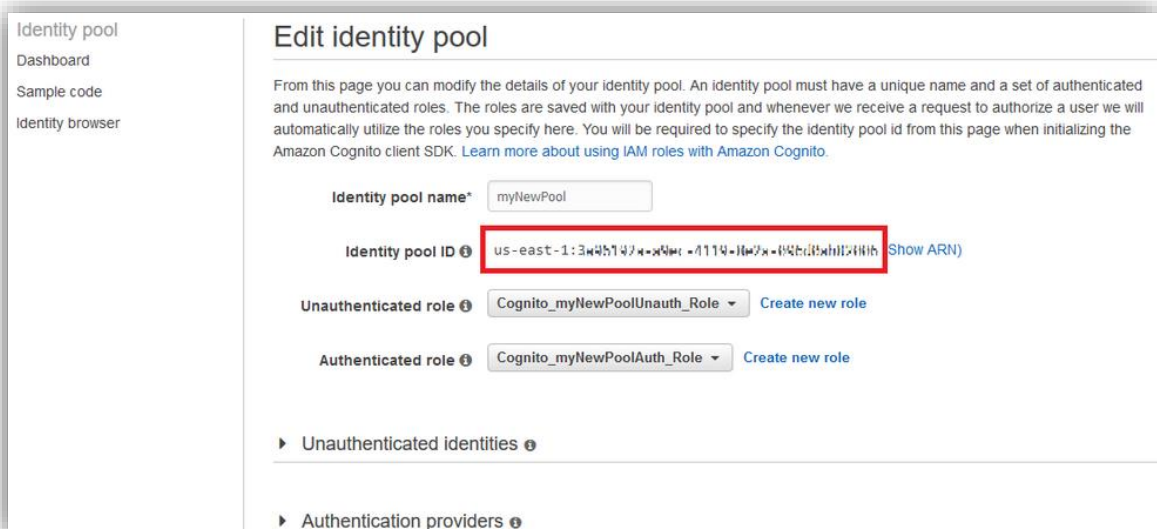 Identity pool
Dashboard
Sample code
Identity browser
Edit identity pool
From this page you can modify the details of your identity pool. An identity pool must have a unique name and a set of authenticated
and unauthenticated roles. The roles are saved with your identity pool and whenever we receive a request to authorize a user we will
automatically utilize the roles you specify here. You will be required to specify the identity pool id from this page when initializing the
Amazon Cognito client SDK. Learn more about using IAM roles with Amazon Cognito.
Identity pool name* myNewPool
Identity pool ID us-east-1: Show ARN)
Unauthenticated role Cognito_myNewPoolUnauth_Role Create new role
Authenticated role Cognito_myNewPoolAuth_Role Create new role
Unauthenticated identities
Authentication providers